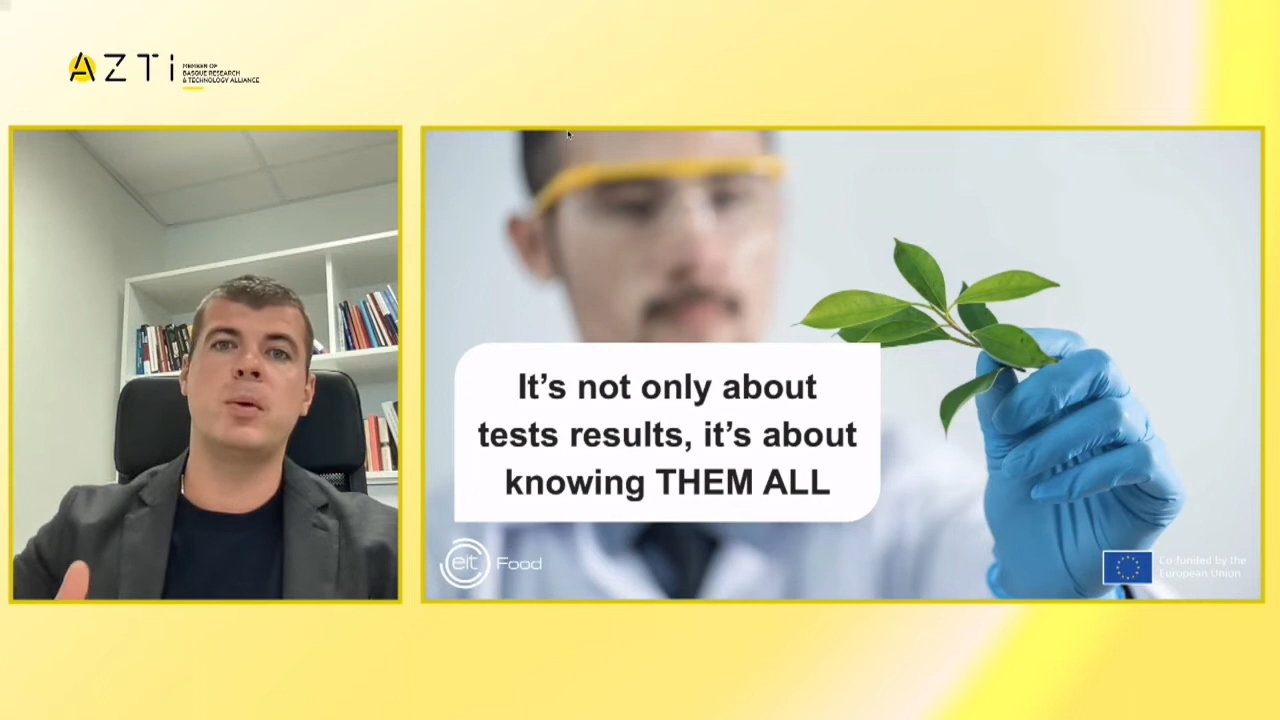 AZTi
MEMBER OF
BASQUE RESEARCH
& TECHNOLOGY ALLIANCE
It’s not only about
tests results, it’s about
knowing THEM ALL
eit Food
Co-funded by the
European Union